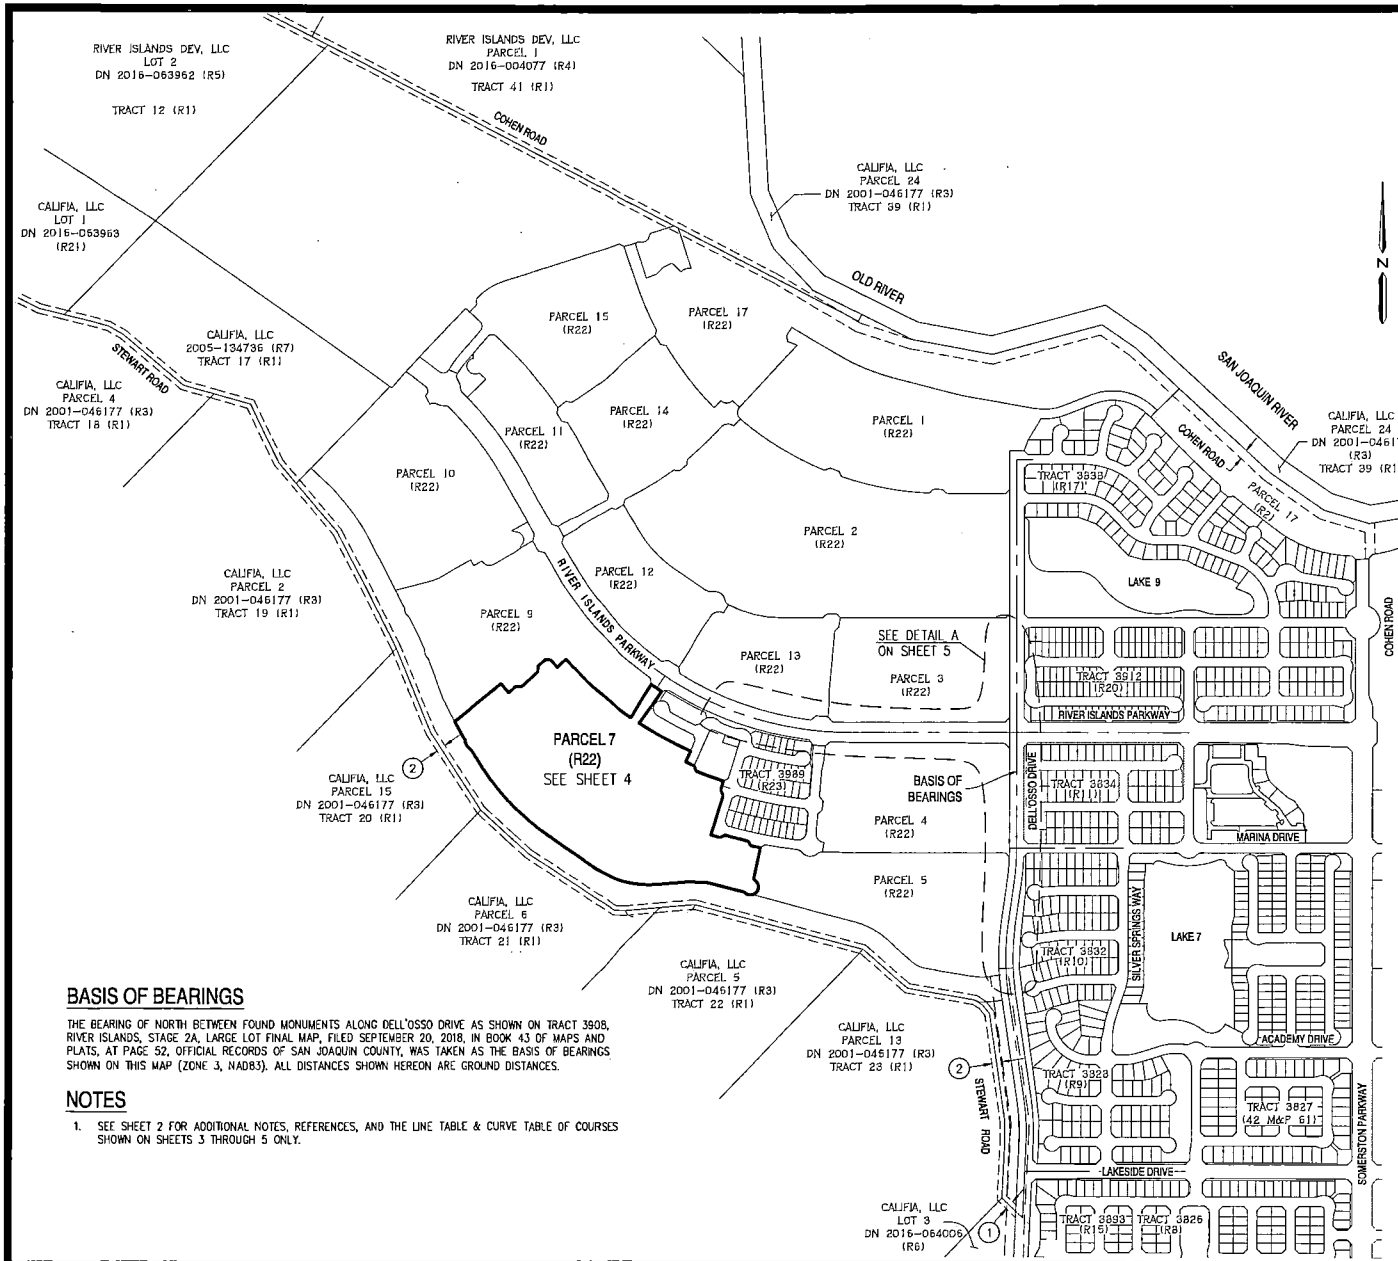 RIVER ISLANDS DEV, LLC
LOT 2
DN 2016-063962 (R5)
TRACT 12 (R1)
RIVER ISLANDS DEV, LLC
PARCEL 1
DN 2016-004077 (R4)
TRACT 41 (R1)
COHEN ROAD
CALIFIA, LLC
PARCEL 24
DN 2001-046177 (R3)
TRACT 39 (R1)
CALIFIA, LLC
LOT 1
DN 2016-063963
(R21)
N
OLD RIVER
SAN JOAQUIN RIVER
CALIFIA, LLC
2005-134736 (R7)
TRACT 17 (R1)
STEWART ROAD
CALIFIA, LLC
PARCEL 4
DN 2001-046177 (R3)
TRACT 18 (R1)
PARCEL 15
(R22)
PARCEL 17
(R22)
PARCEL 14
(R22)
PARCEL 11
(R22)
PARCEL 1
(R22)
PARCEL 10
(R22)
CALIFIA, LLC
PARCEL 24
DN 2001-0461
(R3)
TRACT 39 (R1
COHEN ROAD
PARCEL 17
(R2)
TRACT 3938
(R17)
PARCEL 2
(R22)
LAKE 9
CALIFIA, LLC
PARCEL 2
DN 2001-046177 (R3)
TRACT 19 (R1)
PARCEL 12
(R22)
PARCEL 9
(R22)
RIVER ISLANDS PARKWAY
COHEN ROAD
PARCEL 13
(R22)
SEE DETAIL A
ON SHEET 5
PARCEL 3
(R22)
TRACT 3912
(R20)
RIVER ISLANDS PARKWAY
PARCEL 7
(R22)
SEE SHEET 4
2
CALIFIA, LLC
PARCEL 15
DN 2001-046177 (R3)
TRACT 20 (R1)
TRACT 3989
(R23)
BASIS OF
BEARINGS
DELL'OSSO DRIVE
TRACT 3834
(R11)
PARCEL 4
(R22)
MARINA DRIVE
PARCEL 5
(R22)
CALIFIA, LLC
PARCEL 6
DN 2001-046177 (R3)
TRACT 21 (R1)
SILVER SPRINGS WAY
LAKE 7
TRACT 3832
(R10)
CALIFIA, LLC
PARCEL 5
DN 2001-046177 (R3)
TRACT 22 (R1)
BASIS OF BEARINGS
THE BEARING OF NORTH BETWEEN FOUND MONUMENTS ALONG DELL'OSSO DRIVE AS SHOWN ON TRACT 3908,
RIVER ISLANDS, STAGE 2A, LARGE LOT FINAL MAP, FILED SEPTEMBER 20, 2018, IN BOOK 43 OF MAPS AND
PLATS, AT PAGE 52, OFFICIAL RECORDS OF SAN JOAQUIN COUNTY, WAS TAKEN AS THE BASIS OF BEARINGS
SHOWN ON THIS MAP (ZONE 3, NAD83). ALL DISTANCES SHOWN HEREON ARE GROUND DISTANCES.
CALIFIA, LLC
PARCEL 13
DN 2001-046177 (R3)
TRACT 23 (R1)
2
STEWART ROAD
ACADEMY DRIVE
TRACT 3828
(R9)
TRACT 3827
(42 M&P 61)
SOMERSTON PARKWAY
NOTES
1. SEE SHEET 2 FOR ADDITIONAL NOTES, REFERENCES, AND THE LINE TABLE & CURVE TABLE OF COURSES
SHOWN ON SHEETS 3 THROUGH 5 ONLY.
LAKESIDE DRIVE
CALIFIA, LLC
LOT 3
DN 2016-064006
(R6)
1
TRACT 3893
(R15)
TRACT 3826
(R8)